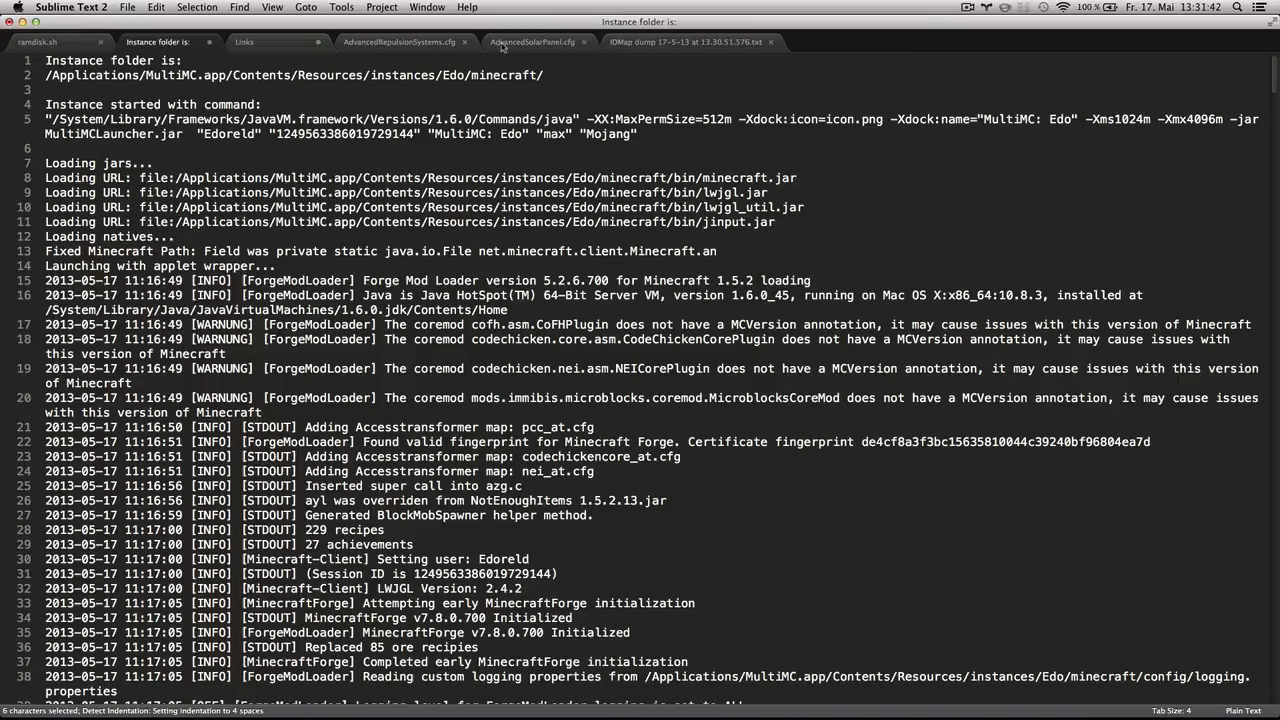 Sublime Text 2 File Edit Selection Find View Goto Tools Project Window Help 100 % Fr. 17. Mai 13:31:42
Instance folder is:
ramdisk.sh × Instance folder is: Links AdvancedRepulsionSystems.cfg × AdvancedSolarPanel.cfg × IDMap dump 17-5-13 at 13.30.51.576.txt ×
1 Instance folder is:
2 /Applications/MultiMC.app/Contents/Resources/instances/Edo/minecraft/
3
4 Instance started with command:
5 "/System/Library/Frameworks/JavaVM.framework/Versions/1.6.0/Commands/java" -XX:MaxPermSize=512m -Xdock:icon=icon.png -Xdock:name="MultiMC: Edo" -Xms1024m -Xmx4096m -jar
MultiMCLauncher.jar  "Edoreld" "1249563386019729144" "MultiMC: Edo" "max" "Mojang"
6
7 Loading jars...
8 Loading URL: file:/Applications/MultiMC.app/Contents/Resources/instances/Edo/minecraft/bin/minecraft.jar
9 Loading URL: file:/Applications/MultiMC.app/Contents/Resources/instances/Edo/minecraft/bin/lwjgl.jar
10 Loading URL: file:/Applications/MultiMC.app/Contents/Resources/instances/Edo/minecraft/bin/lwjgl_util.jar
11 Loading URL: file:/Applications/MultiMC.app/Contents/Resources/instances/Edo/minecraft/bin/jinput.jar
12 Loading natives...
13 Fixed Minecraft Path: Field was private static java.io.File net.minecraft.client.Minecraft.an
14 Launching with applet wrapper...
15 2013-05-17 11:16:49 [INFO] [ForgeModLoader] Forge Mod Loader version 5.2.6.700 for Minecraft 1.5.2 loading
16 2013-05-17 11:16:49 [INFO] [ForgeModLoader] Java is Java HotSpot(TM) 64-Bit Server VM, version 1.6.0_45, running on Mac OS X:x86_64:10.8.3, installed at
/System/Library/Java/JavaVirtualMachines/1.6.0.jdk/Contents/Home
17 2013-05-17 11:16:49 [WARNUNG] [ForgeModLoader] The coremod cofh.asm.CoFHPlugin does not have a MCVersion annotation, it may cause issues with this version of Minecraft
18 2013-05-17 11:16:49 [WARNUNG] [ForgeModLoader] The coremod codechicken.core.asm.CodeChickenCorePlugin does not have a MCVersion annotation, it may cause issues with
this version of Minecraft
19 2013-05-17 11:16:49 [WARNUNG] [ForgeModLoader] The coremod codechicken.nei.asm.NEICorePlugin does not have a MCVersion annotation, it may cause issues with this version
of Minecraft
20 2013-05-17 11:16:49 [WARNUNG] [ForgeModLoader] The coremod mods.immibis.microblocks.coremod.MicroblocksCoreMod does not have a MCVersion annotation, it may cause issues
with this version of Minecraft
21 2013-05-17 11:16:50 [INFO] [STDOUT] Adding Accesstransformer map: pcc_at.cfg
22 2013-05-17 11:16:51 [INFO] [ForgeModLoader] Found valid fingerprint for Minecraft Forge. Certificate fingerprint de4cf8a3f3bc15635810044c39240bf96804ea7d
23 2013-05-17 11:16:51 [INFO] [STDOUT] Adding Accesstransformer map: codechickencore_at.cfg
24 2013-05-17 11:16:51 [INFO] [STDOUT] Adding Accesstransformer map: nei_at.cfg
25 2013-05-17 11:16:56 [INFO] [STDOUT] Inserted super call into azg.c
26 2013-05-17 11:16:56 [INFO] [STDOUT] ayl was overriden from NotEnoughItems 1.5.2.13.jar
27 2013-05-17 11:16:59 [INFO] [STDOUT] Generated BlockMobSpawner helper method.
28 2013-05-17 11:17:00 [INFO] [STDOUT] 229 recipes
29 2013-05-17 11:17:00 [INFO] [STDOUT] 27 achievements
30 2013-05-17 11:17:00 [INFO] [Minecraft-Client] Setting user: Edoreld
31 2013-05-17 11:17:00 [INFO] [STDOUT] (Session ID is 1249563386019729144)
32 2013-05-17 11:17:00 [INFO] [Minecraft-Client] LWJGL Version: 2.4.2
33 2013-05-17 11:17:05 [INFO] [MinecraftForge] Attempting early MinecraftForge initialization
34 2013-05-17 11:17:05 [INFO] [STDOUT] MinecraftForge v7.8.0.700 Initialized
35 2013-05-17 11:17:05 [INFO] [ForgeModLoader] MinecraftForge v7.8.0.700 Initialized
36 2013-05-17 11:17:05 [INFO] [STDOUT] Replaced 85 ore recipies
37 2013-05-17 11:17:05 [INFO] [MinecraftForge] Completed early MinecraftForge initialization
38 2013-05-17 11:17:05 [INFO] [ForgeModLoader] Reading custom logging properties from /Applications/MultiMC.app/Contents/Resources/instances/Edo/minecraft/config/logging.
properties
6 characters selected; Detect Indentation: Setting indentation to 4 spaces Tab Size: 4 Plain Text